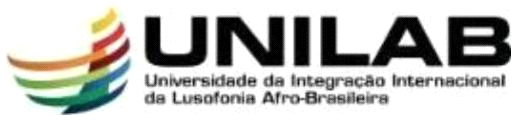 UNILAB
Universidade da Integração Internacional
da Lusofonia Afro-Brasileira